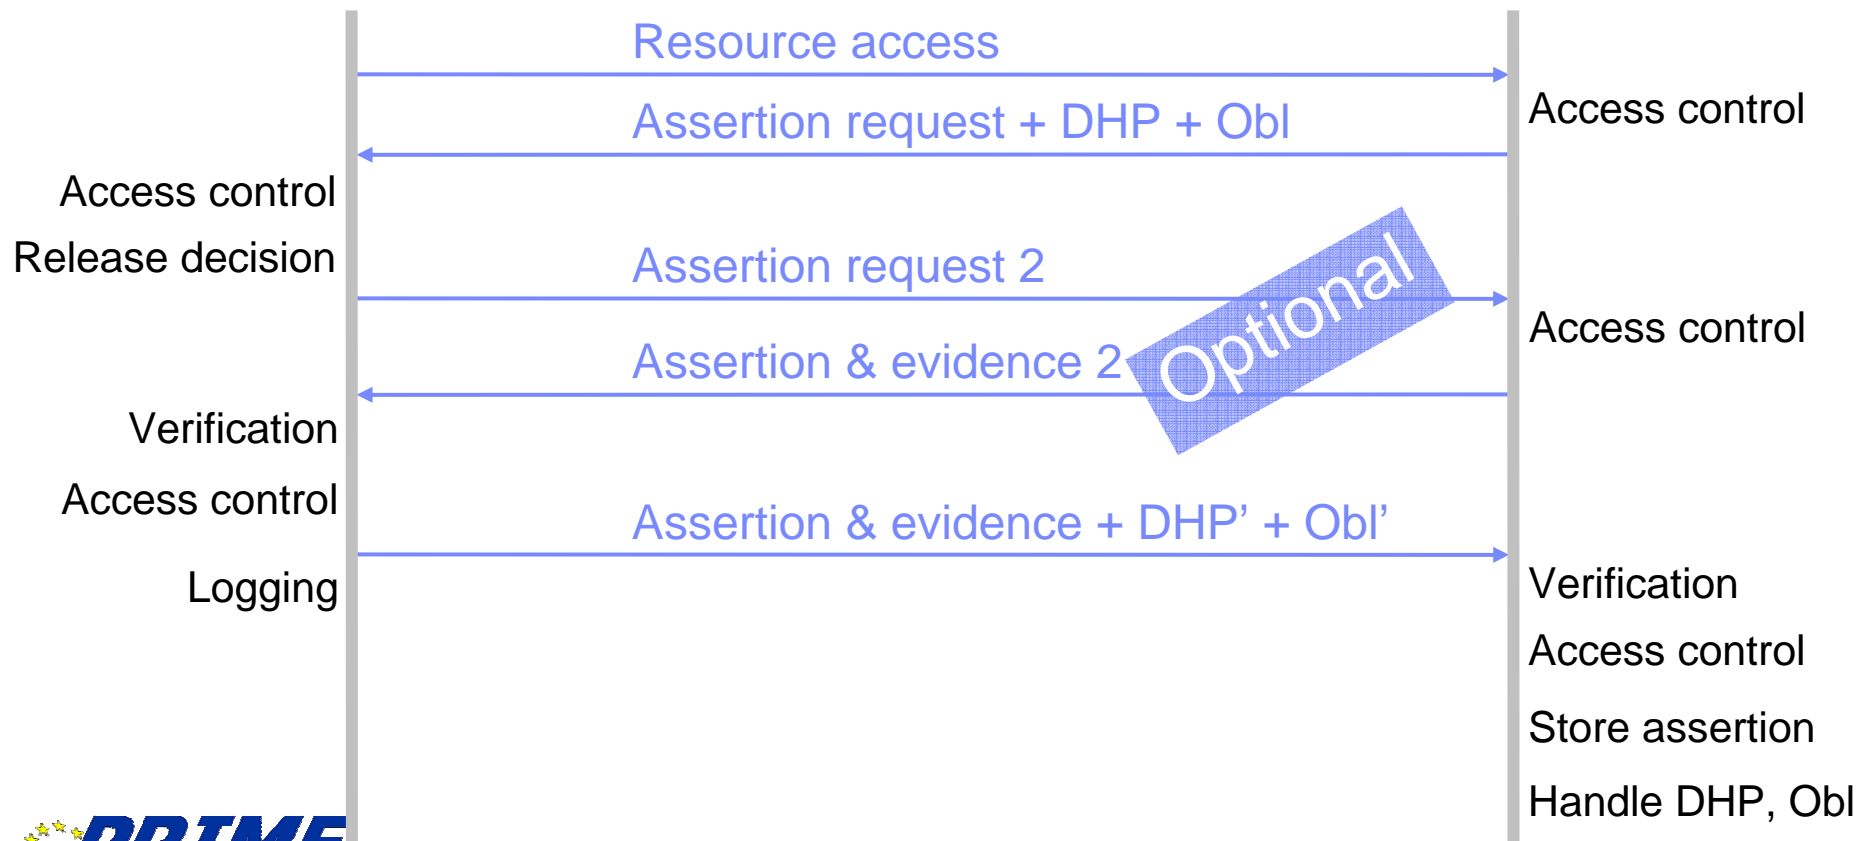 Resource access
Access control
Assertion request + DHP + Obl
Access control
Release decision
Assertion request 2
Optional
Access control
Assertion & evidence 2
Verification
Access control
Assertion & evidence + DHP’ + Obl’
Logging
Verification
Access control
Store assertion
Handle DHP, Obl
PRIME